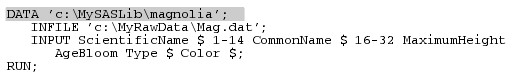 DATA 'c:\MySASLib\magnolia';
INFILE 'c:\MyRawData\Mag.dat';
INPUT ScientificName $ 1-14 CommonName $ 16-32 MaximumHeight
AgeBloom Type $ Color $;
RUN;